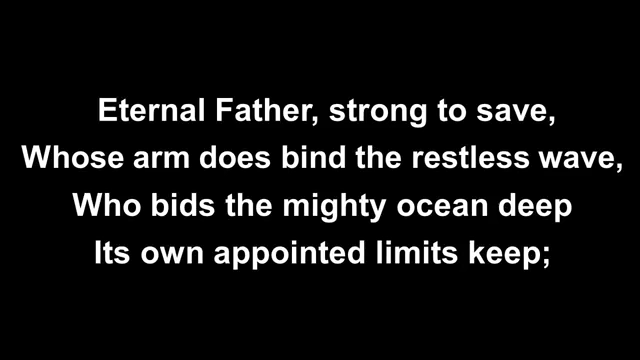 Eternal Father, strong to save,
Whose arm does bind the restless wave,
Who bids the mighty ocean deep
Its own appointed limits keep;